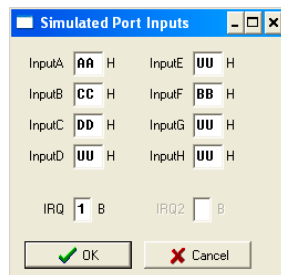 Simulated Port Inputs
InputA AA H InputE UU H
InputB CC H InputF BB H
InputC DD H InputG UU H
InputD UU H InputH UU H
IRQ 1 B IRQ2 B
OK Cancel